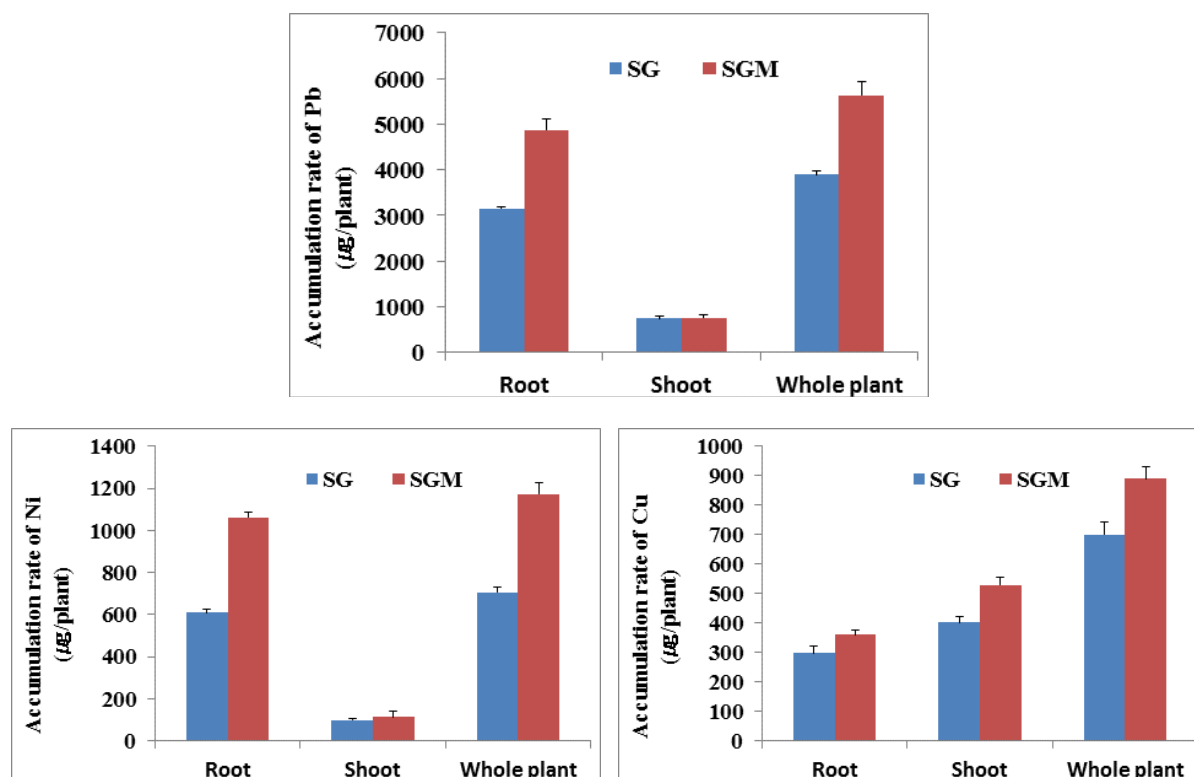 Accumulation rate of Pb
(µg/plant)
7000
6000
5000
4000
3000
2000
1000
0
SG SGM
Root Shoot Whole plant
Accumulation rate of Ni
(µg/plant)
1400
1200
1000
800
600
400
200
0
SG SGM
Root Shoot Whole plant
Accumulation rate of Cu
(µg/plant)
1000
900
800
700
600
500
400
300
200
100
0
SG SGM
Root Shoot Whole plant